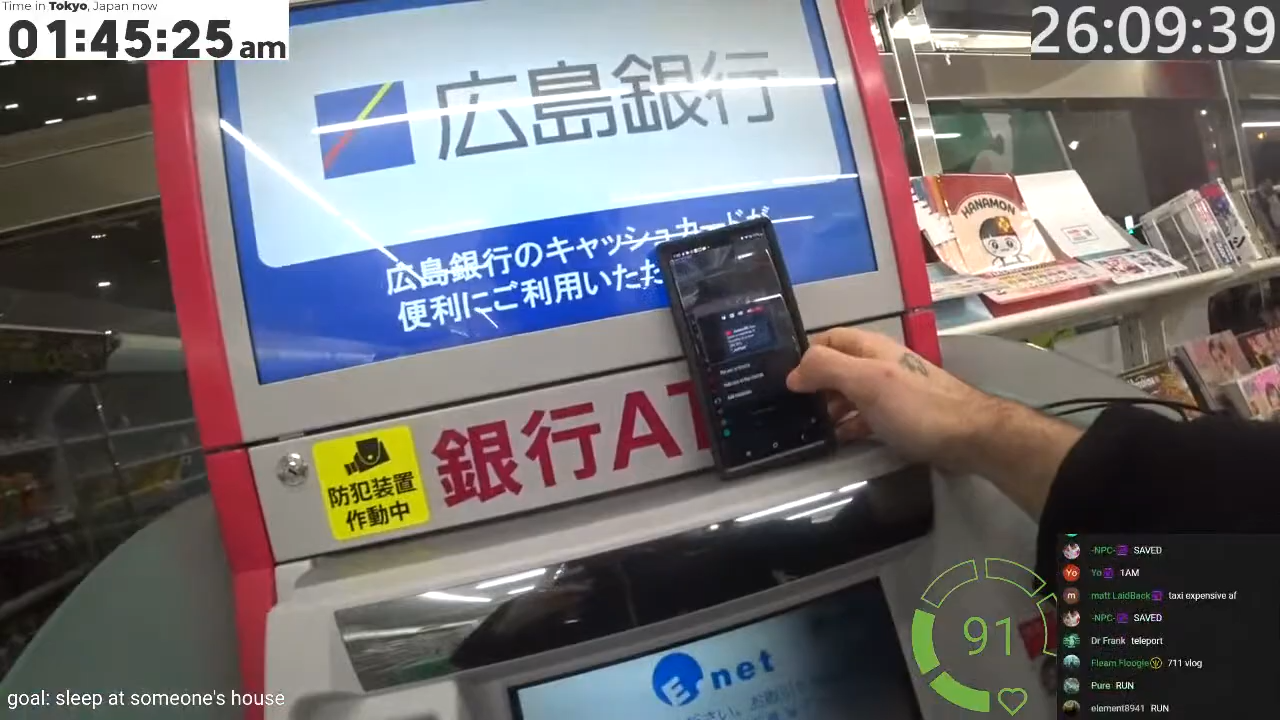 Time in Tokyo, Japan now
01:45:25 am
26:09:39
広島銀行
広島銀行のキャッシュカードが
便利にご利用いた
HANAMON
防犯装置
作動中
銀行AT
E net
91
-NPC- SAVED
Yo 1AM
matt LaidBack taxi expensive af
-NPC- SAVED
Dr Frank teleport
Fleam Floogle 711 vlog
Pure RUN
element8941 RUN
goal: sleep at someone's house